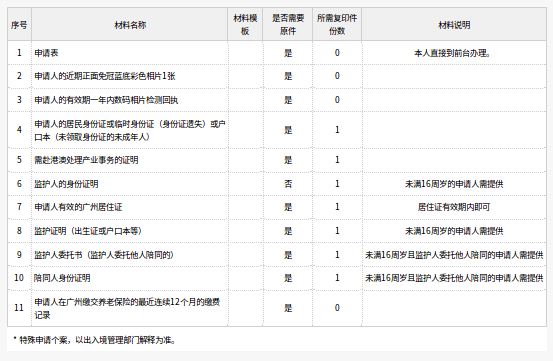 序号 材料名称 材料模板 是否需要原件 所需复印件份数 材料说明
1 申请表 是 0 本人直接到前台办理。
2 申请人的近期正面免冠蓝底彩色相片1张 是 0
3 申请人的有效期一年内数码相片检测回执 是 0
4 申请人的居民身份证或临时身份证（身份证遗失）或户
口本（未领取身份证的未成年人） 是 1
5 需赴港澳处理产业事务的证明 是 1
6 监护人的身份证明 否 1 未满16周岁的申请人需提供
7 申请人有效的广州居住证 是 1 居住证有效期内即可
8 监护证明（出生证或户口本等） 是 1 未满16周岁的申请人需提供
9 监护人委托书（监护人委托他人陪同的） 是 1 未满16周岁且监护人委托他人陪同的申请人需提供
10 陪同人身份证明 是 1 未满16周岁且监护人委托他人陪同的申请人需提供
11 申请人在广州缴交养老保险的最近连续12个月的缴费
记录 是 0
* 特殊申请个案，以出入境管理部门解释为准。